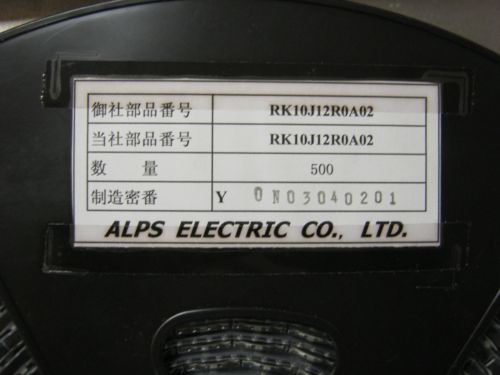 御社部品番号 RK10J12R0A02
当社部品番号 RK10J12R0A02
数 量 500
制造密番 Y 0N03040201
ALPS ELECTRIC CO., LTD.